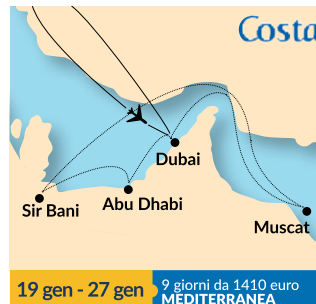 Costa
Dubai
Abu Dhabi
Sir Bani
Muscat
19 gen - 27 gen
9 giorni da 1410 euro
MEDITERRANEA